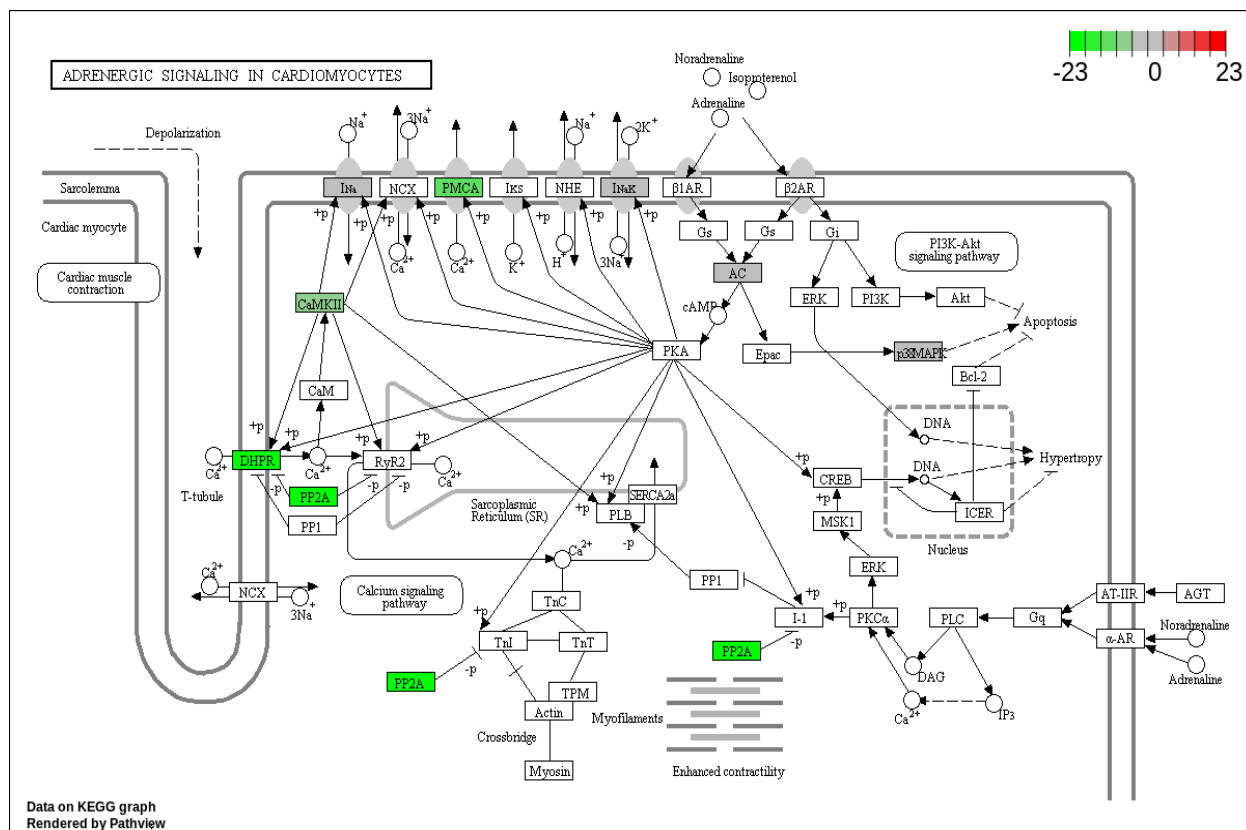 -23 0 23
ADRENERGIC SIGNALING IN CARDIOMYOCYTES
Noradrenaline
Isoproterenol
Adrenaline
Depolarization
Na+
3Na+
Na+
2K+
Sarcolemma
INa
NCX
PMCA
IKs
NHE
INaK
β1AR
β2AR
+p
+p
+p
+p
+p
+p
+p
+p
Cardiac myocyte
Gs
Gs
Gi
PI3K-Akt
signaling pathway
Ca2+
Ca2+
K+
H+
3Na+
Cardiac muscle
contraction
AC
CaMKII
cAMP
ERK
PI3K
Akt
Apoptosis
PKA
Epac
p38MAPK
Bcl-2
CaM
+p
+p
+p
+p
DNA
Ca2+
DHPR
Ca2+
RyR2
Ca2+
+p
Hypertropy
DNA
CREB
-p
-p
-p
T-tubule
PP2A
PP1
Sarcoplasmic
Reticulum (SR)
+p
+p
SERCA2a
PLB
-p
+p
MSK1
ICER
Nucleus
Ca2+
NCX
3Na+
Ca2+
Calcium signaling
pathway
TnC
PP1
ERK
+p
+p
I-1
PKCα
PLC
Gq
AT-IIR
AGT
α-AR
Noradrenaline
Adrenaline
+p
TnI
TnT
-p
PP2A
-p
PP2A
DAG
TPM
Actin
Myofilaments
Ca2+
IP3
Crossbridge
Myosin
Enhanced contractility
Data on KEGG graph
Rendered by Pathview